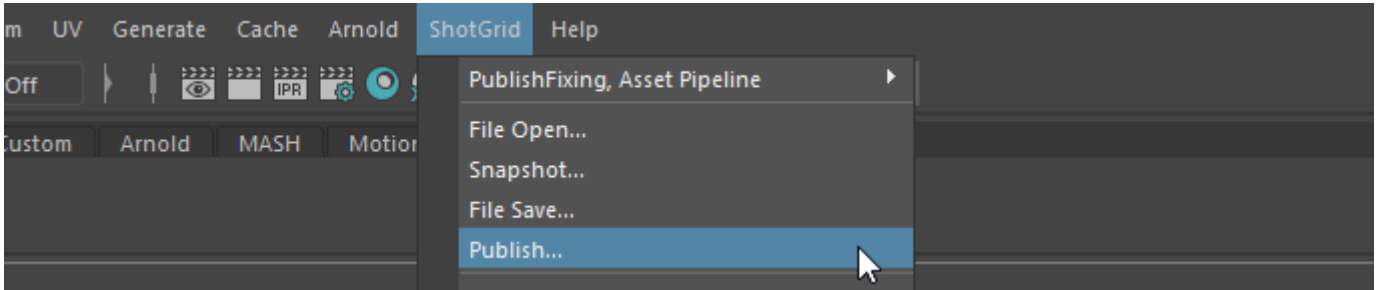 UV Generate Cache Arnold ShotGrid Help
Off IPR PublishFixing, Asset Pipeline
File Open...
Custom Arnold MASH Motion
Snapshot...
File Save...
Publish...